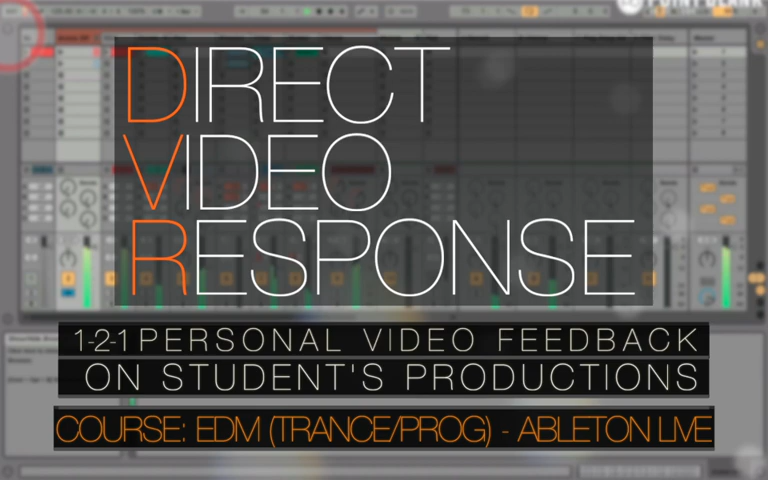 DIRECT
VIDEO
RESPONSE
1-2-1 PERSONAL VIDEO FEEDBACK
ON STUDENT'S PRODUCTIONS
COURSE: EDM (TRANCE/PROG) - ABLETON LIVE